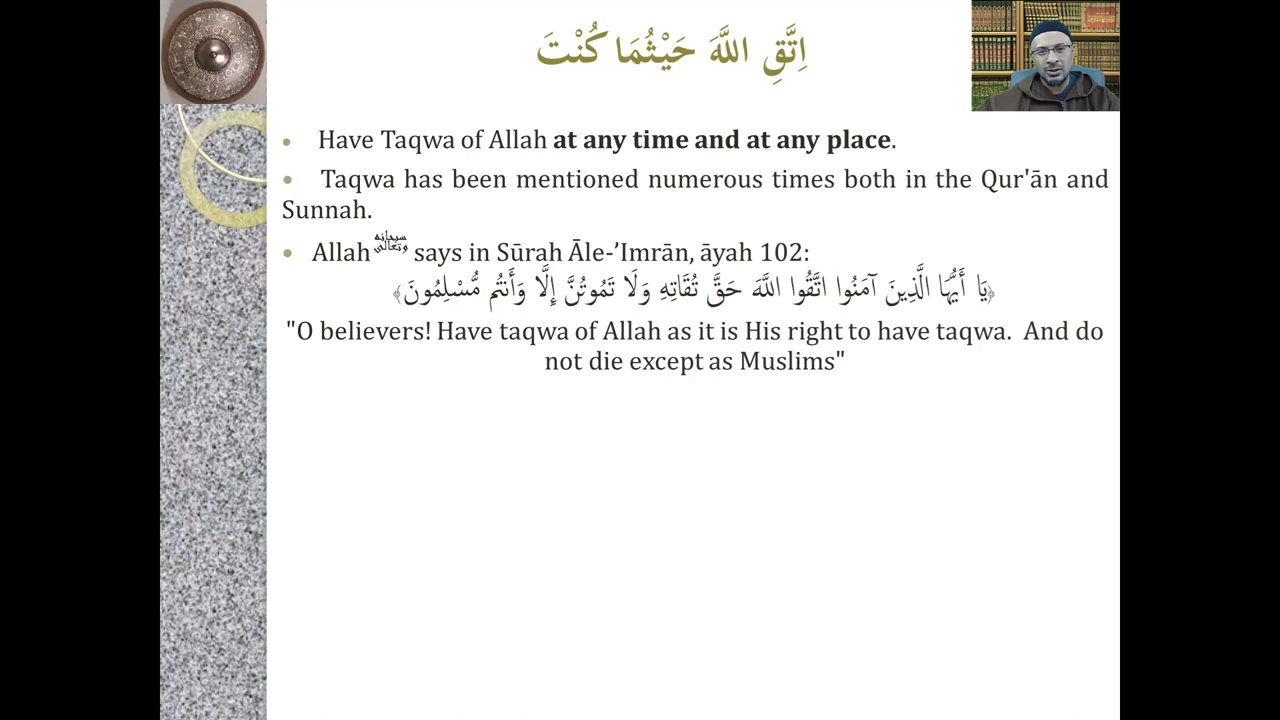 اِتَّقِ اللَّهَ حَيْثُمَا كُنْتَ
• Have Taqwa of Allah at any time and at any place.
• Taqwa has been mentioned numerous times both in the Qur'ān and
Sunnah.
• Allah سبحانه وتعالى says in Sūrah Āle-’Imrān, āyah 102:
﴿يَا أَيُّهَا الَّذِينَ آمَنُوا اتَّقُوا اللَّهَ حَقَّ تُقَاتِهِ وَلَا تَمُوتُنَّ إِلَّا وَأَنتُم مُّسْلِمُونَ﴾
"O believers! Have taqwa of Allah as it is His right to have taqwa.  And do
not die except as Muslims"